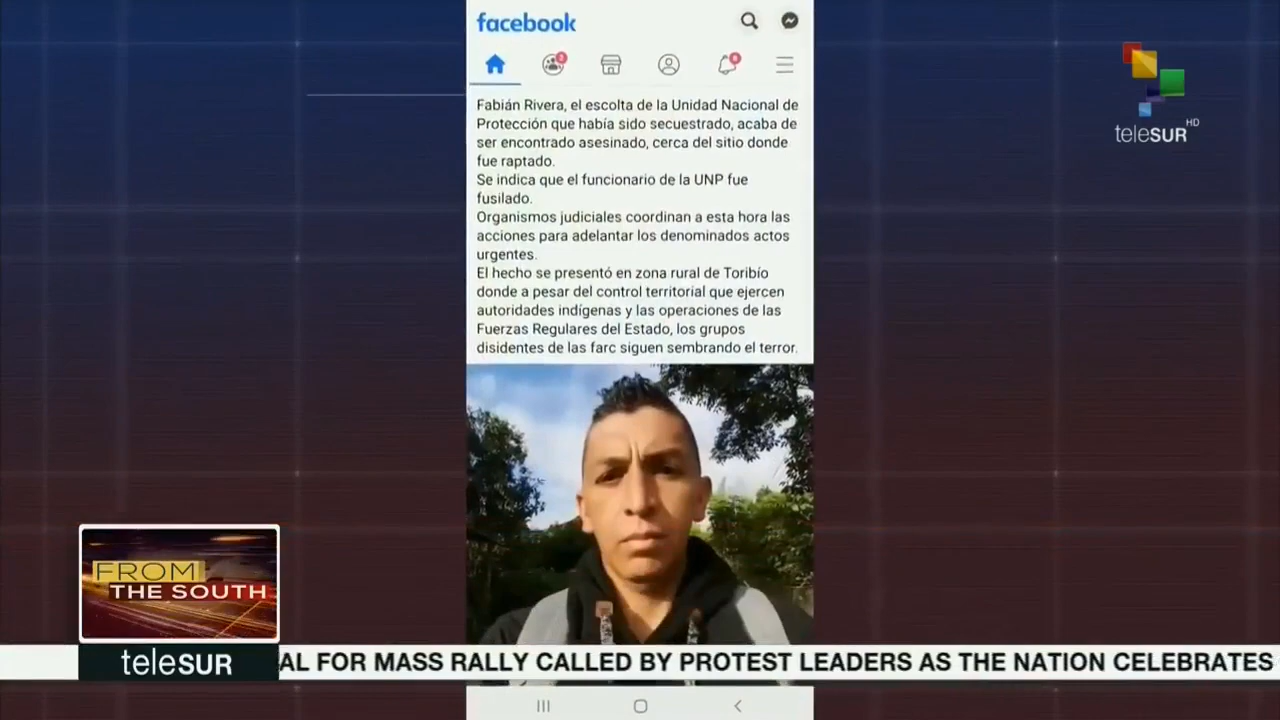 facebook
2
8
Fabián Rivera, el escolta de la Unidad Nacional de
Protección que había sido secuestrado, acaba de
ser encontrado asesinado, cerca del sitio donde
fue raptado.
Se indica que el funcionario de la UNP fue
fusilado.
Organismos judiciales coordinan a esta hora las
acciones para adelantar los denominados actos
urgentes.
El hecho se presentó en zona rural de Toribío
donde a pesar del control territorial que ejercen
autoridades indígenas y las operaciones de las
Fuerzas Regulares del Estado, los grupos
disidentes de las farc siguen sembrando el terror.
teleSUR HD
FROM
THE SOUTH
teleSUR
AL FOR MASS RALLY CALLED BY PROTEST LEADERS AS THE NATION CELEBRATES